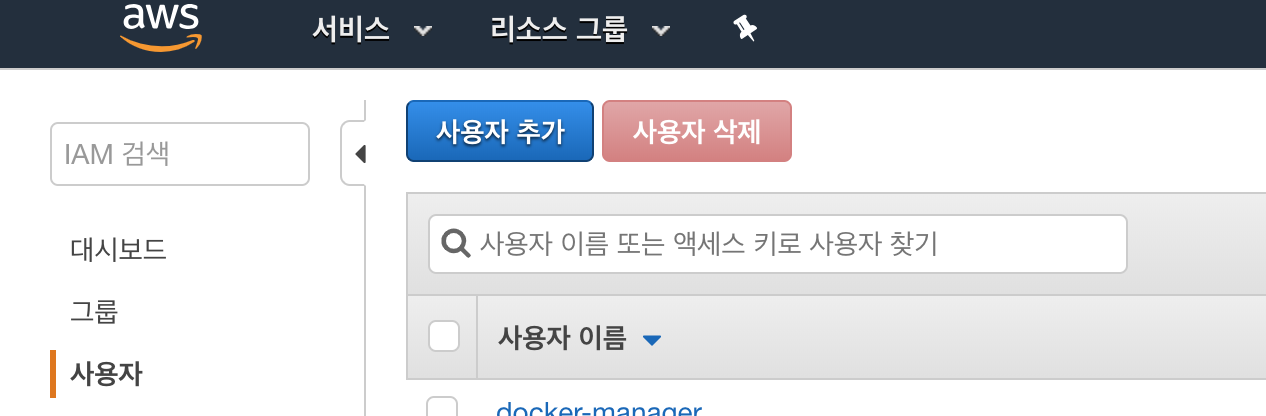 aws
서비스
리소스 그룹
IAM 검색
사용자 추가
사용자 삭제
사용자 이름 또는 액세스 키로 사용자 찾기
대시보드
그룹
사용자
사용자 이름
docker-manager